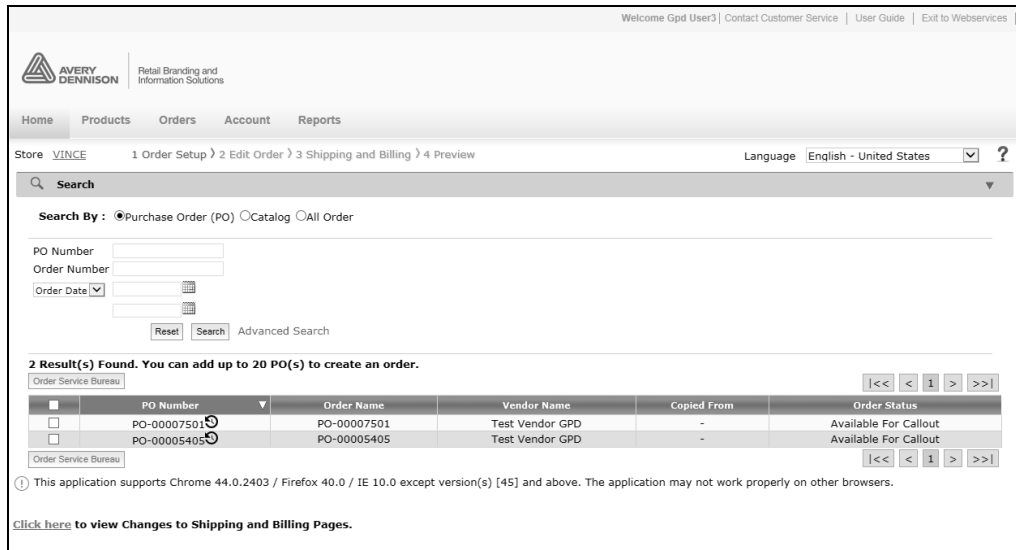 Welcome Gpd User3 | Contact Customer Service | User Guide | Exit to Webservices |
AVERY DENNISON
Retail Branding and Information Solutions
Home Products Orders Account Reports
Store VINCE 1 Order Setup 〉 2 Edit Order 〉 3 Shipping and Billing 〉 4 Preview Language English - United States ?
Search
Search By : Purchase Order (PO) Catalog All Order
PO Number
Order Number
Order Date
Reset Search Advanced Search
2 Result(s) Found. You can add up to 20 PO(s) to create an order.
Order Service Bureau |<< < 1 > >>|
PO Number Order Name Vendor Name Copied From Order Status
PO-00007501 PO-00007501 Test Vendor GPD - Available For Callout
PO-00005405 PO-00005405 Test Vendor GPD - Available For Callout
Order Service Bureau |<< < 1 > >>|
! This application supports Chrome 44.0.2403 / Firefox 40.0 / IE 10.0 except version(s) [45] and above. The application may not work properly on other browsers.
Click here to view Changes to Shipping and Billing Pages.